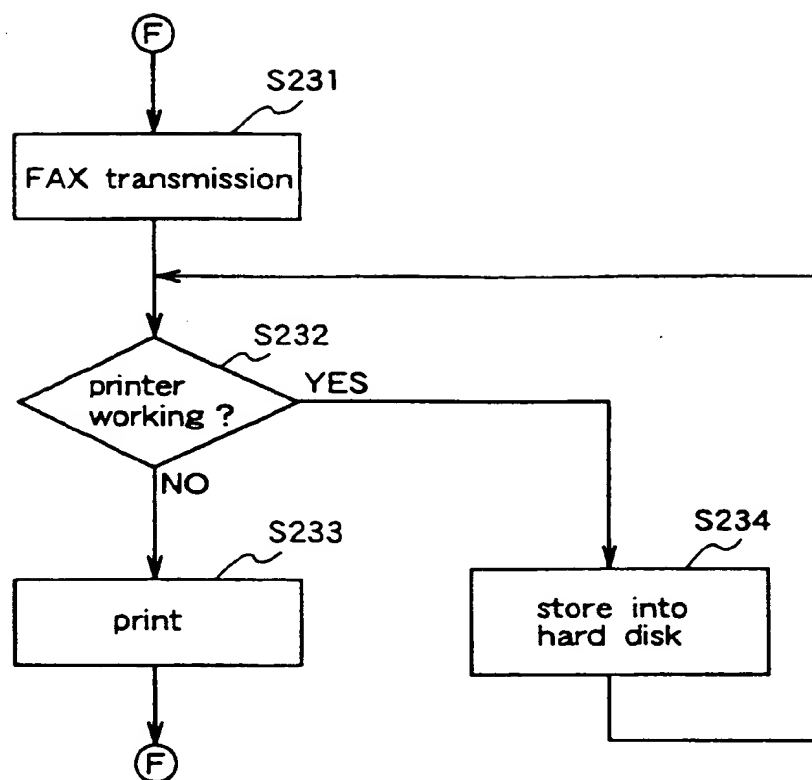 F
S231
FAX transmission
S232
printer
working ?
YES
NO
S233
print
S234
store into
hard disk
F